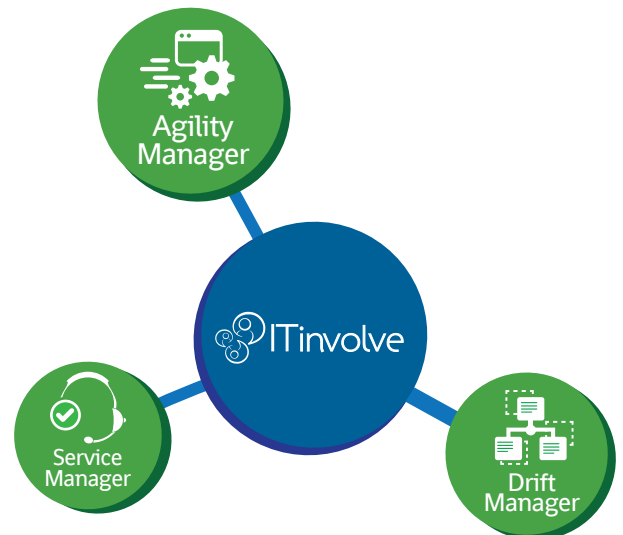 Agility
Manager
ITinvolve
Service
Manager
Drift
Manager